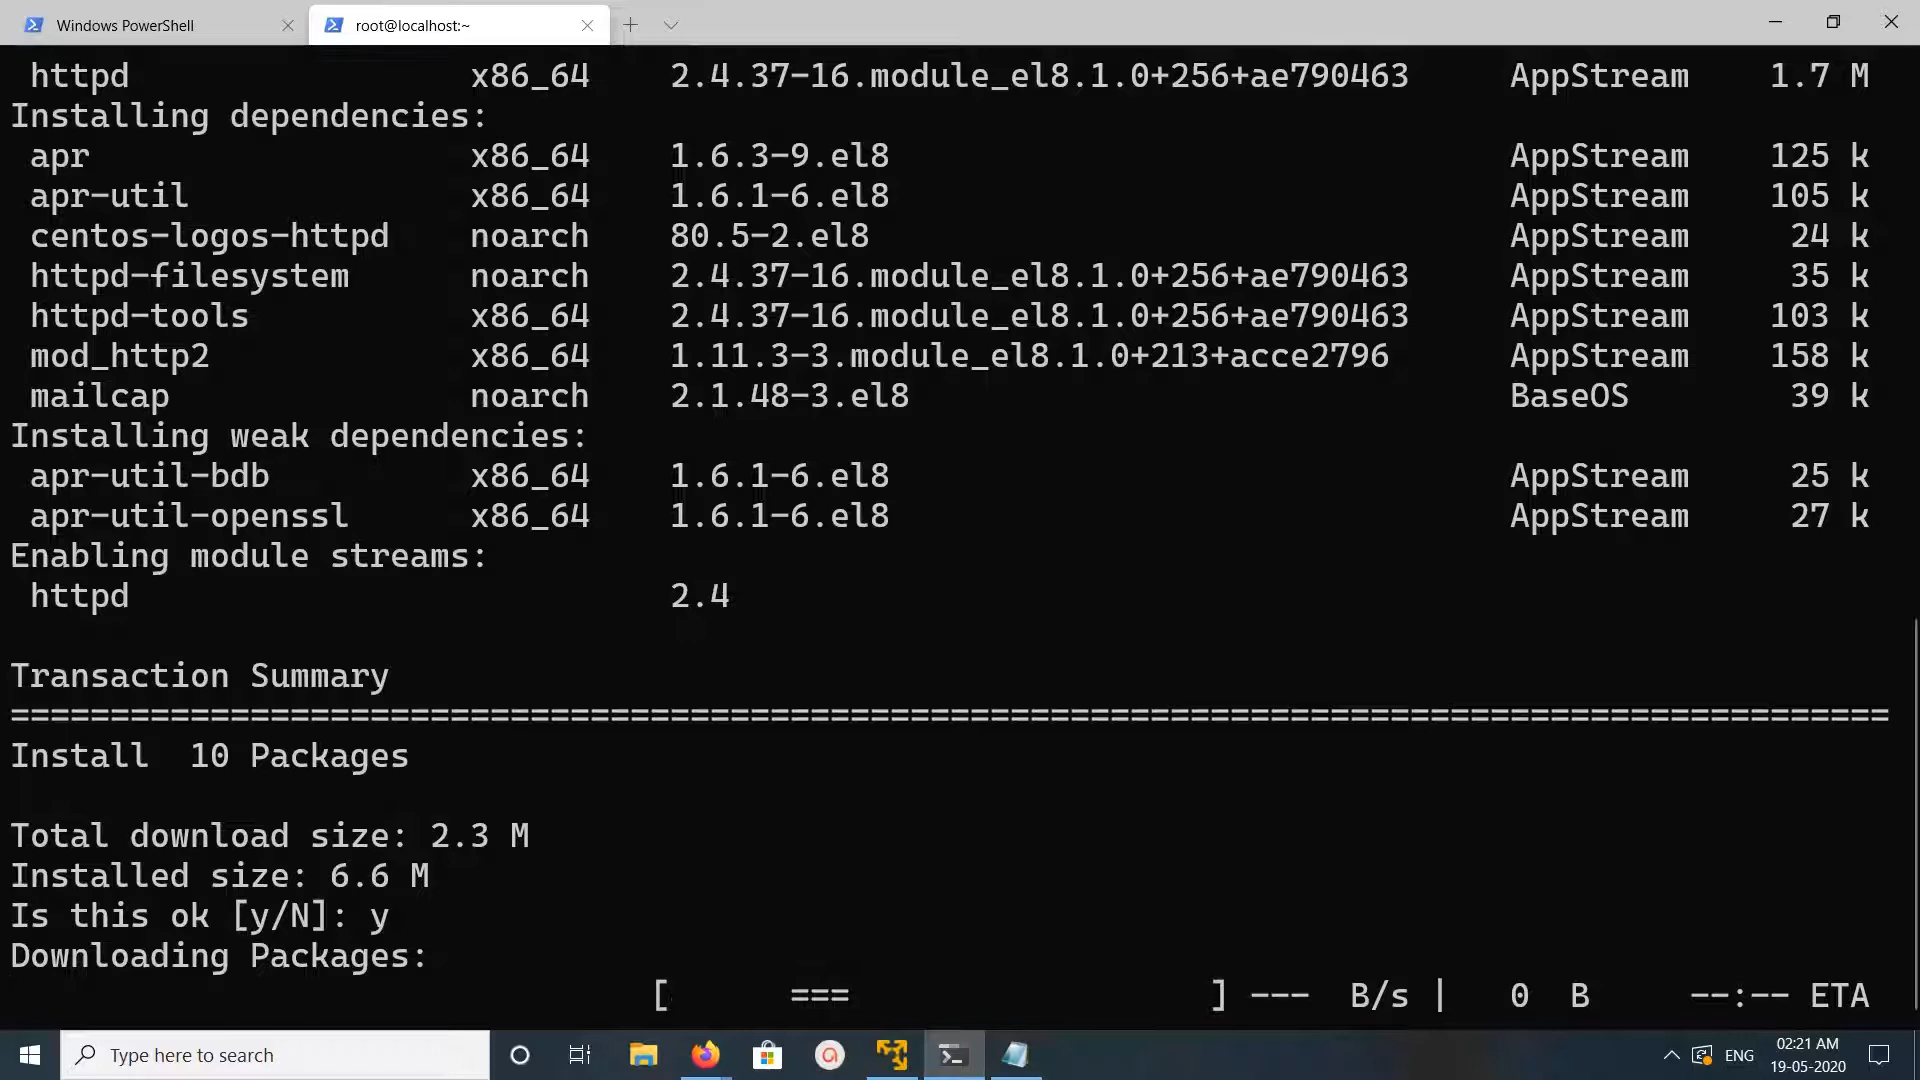 Windows PowerShell
root@localhost:~
httpd x86_64 2.4.37-16.module_el8.1.0+256+ae790463 AppStream 1.7 M
Installing dependencies:
apr x86_64 1.6.3-9.el8 AppStream 125 k
apr-util x86_64 1.6.1-6.el8 AppStream 105 k
centos-logos-httpd noarch 80.5-2.el8 AppStream 24 k
httpd-filesystem noarch 2.4.37-16.module_el8.1.0+256+ae790463 AppStream 35 k
httpd-tools x86_64 2.4.37-16.module_el8.1.0+256+ae790463 AppStream 103 k
mod_http2 x86_64 1.11.3-3.module_el8.1.0+213+acce2796 AppStream 158 k
mailcap noarch 2.1.48-3.el8 BaseOS 39 k
Installing weak dependencies:
apr-util-bdb x86_64 1.6.1-6.el8 AppStream 25 k
apr-util-openssl x86_64 1.6.1-6.el8 AppStream 27 k
Enabling module streams:
httpd 2.4
Transaction Summary
==============================================================================================
Install 10 Packages
Total download size: 2.3 M
Installed size: 6.6 M
Is this ok [y/N]: y
Downloading Packages:
[ === ] --- B/s | 0 B --:-- ETA
Type here to search
ENG
02:21 AM
19-05-2020